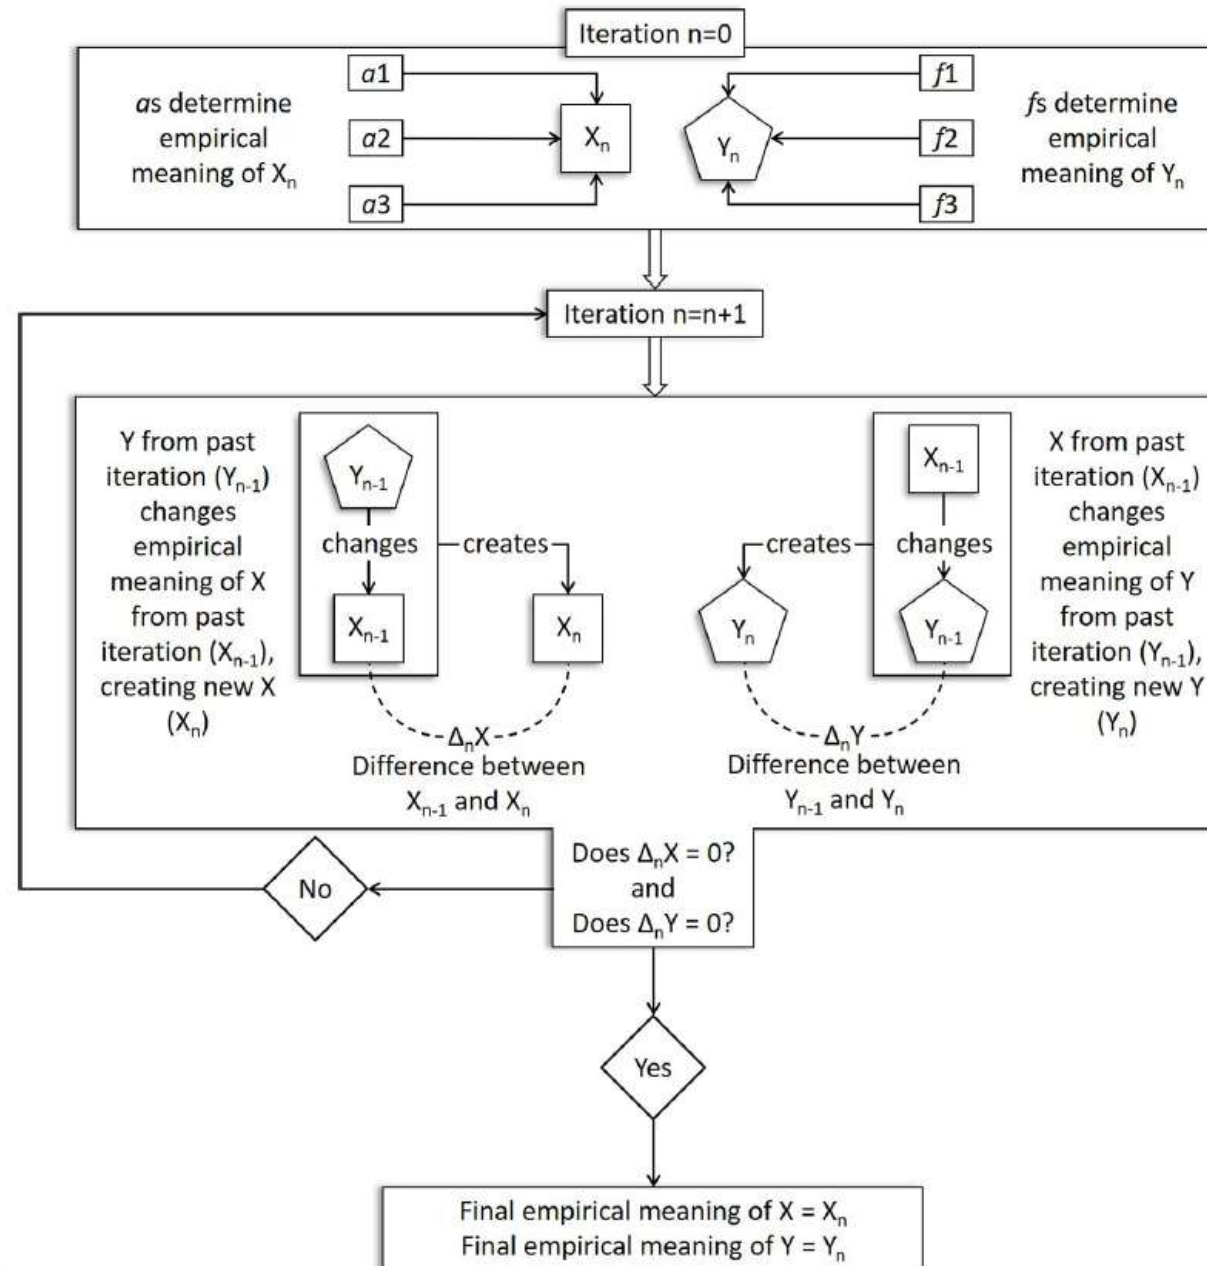 Iteration n=0
as determine
empirical
meaning of Xn
a1
a2
a3
Xn
Yn
f1
f2
f3
fs determine
empirical
meaning of Yn
Iteration n=n+1
Y from past
iteration (Yn-1)
changes
empirical
meaning of X
from past
iteration (Xn-1),
creating new X
(Xn)
Yn-1
changes
Xn-1
creates
Xn
ΔnX
Difference between
Xn-1 and Xn
creates
Yn
Xn-1
changes
Yn-1
ΔnY
Difference between
Yn-1 and Yn
X from past
iteration (Xn-1)
changes
empirical
meaning of Y
from past
iteration (Yn-1),
creating new Y
(Yn)
Does ΔnX = 0?
and
Does ΔnY = 0?
No
Yes
Final empirical meaning of X = Xn
Final empirical meaning of Y = Yn